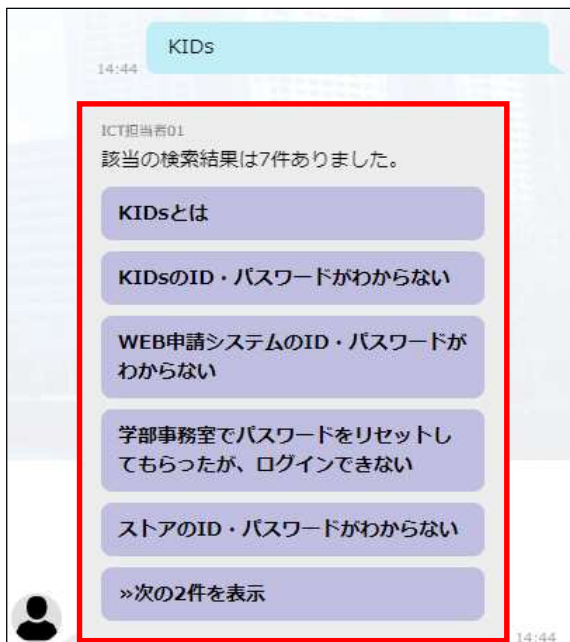 KIDs
14:44
ICT担当者01
該当の検索結果は7件ありました。
KIDsとは
KIDsのID・パスワードがわからない
WEB申請システムのID・パスワードが
わからない
学部事務室でパスワードをリセットし
てもらったが、ログインできない
ストアのID・パスワードがわからない
»次の2件を表示
14:44